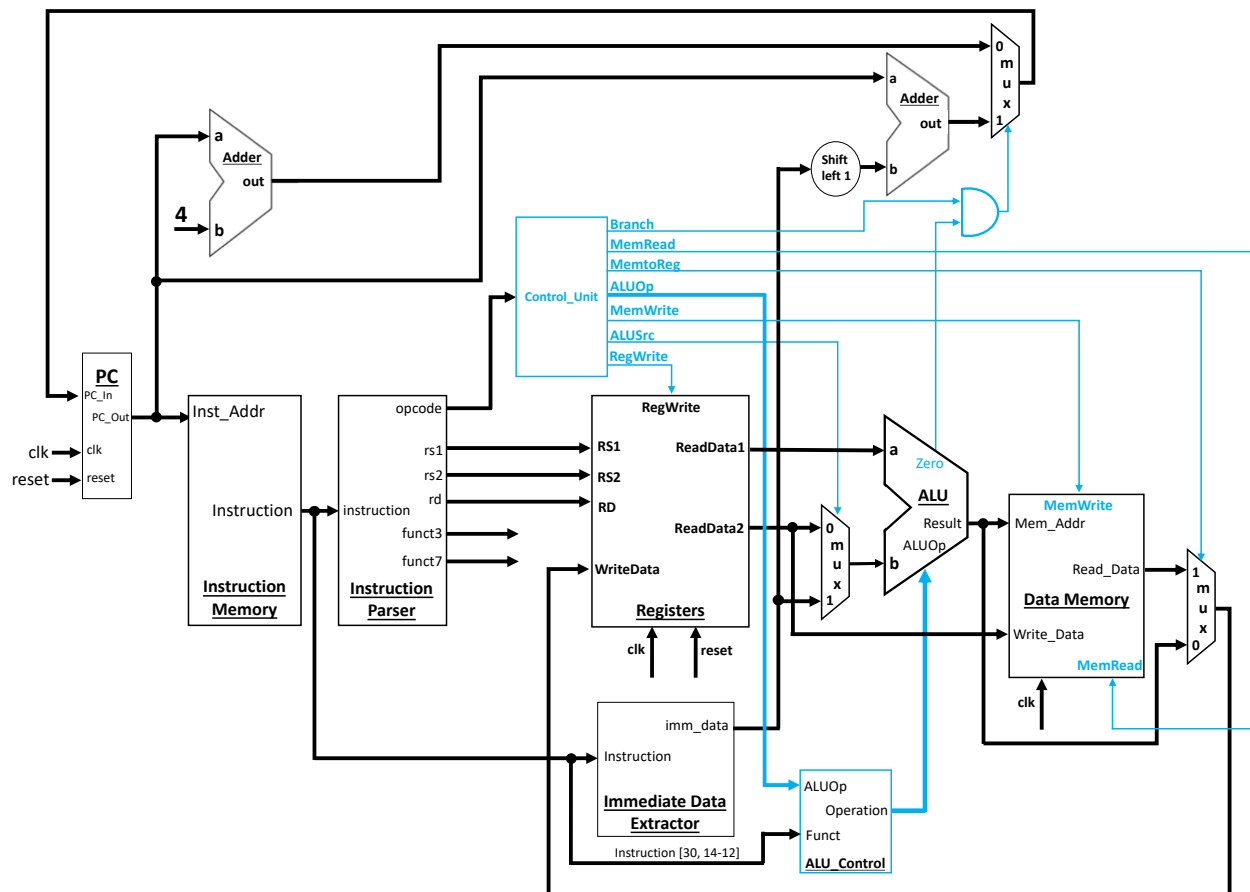 0
m
u
x
1
a
Adder
out
b
Shift
left 1
a
Adder
out
4
b
Control_Unit
Branch
MemRead
MemtoReg
ALUOp
MemWrite
ALUSrc
RegWrite
PC
PC_In
PC_Out
clk
reset
clk
reset
Inst_Addr
Instruction
Instruction
Memory
opcode
rs1
rs2
rd
instruction
funct3
funct7
Instruction
Parser
RegWrite
RS1
ReadData1
RS2
RD
ReadData2
WriteData
Registers
clk
reset
0
m
u
x
1
a
Zero
ALU
Result
ALUOp
b
MemWrite
Mem_Addr
Read_Data
Data Memory
Write_Data
MemRead
clk
1
m
u
x
0
imm_data
Instruction
Immediate Data
Extractor
ALUOp
Operation
Funct
ALU_Control
Instruction [30, 14-12]